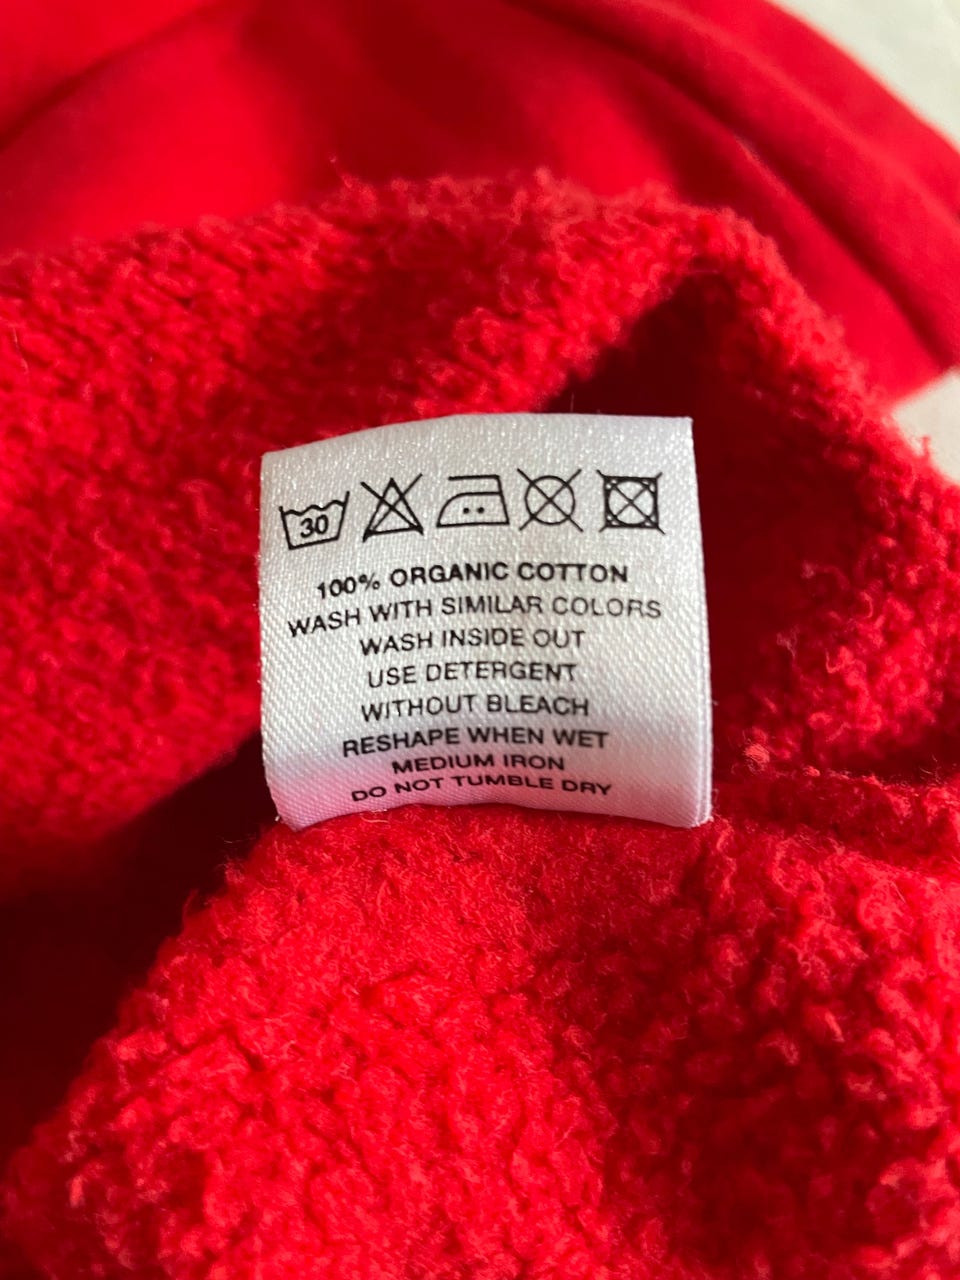 30
100% ORGANIC COTTON
WASH WITH SIMILAR COLORS
WASH INSIDE OUT
USE DETERGENT
WITHOUT BLEACH
RESHAPE WHEN WET
MEDIUM IRON
DO NOT TUMBLE DRY